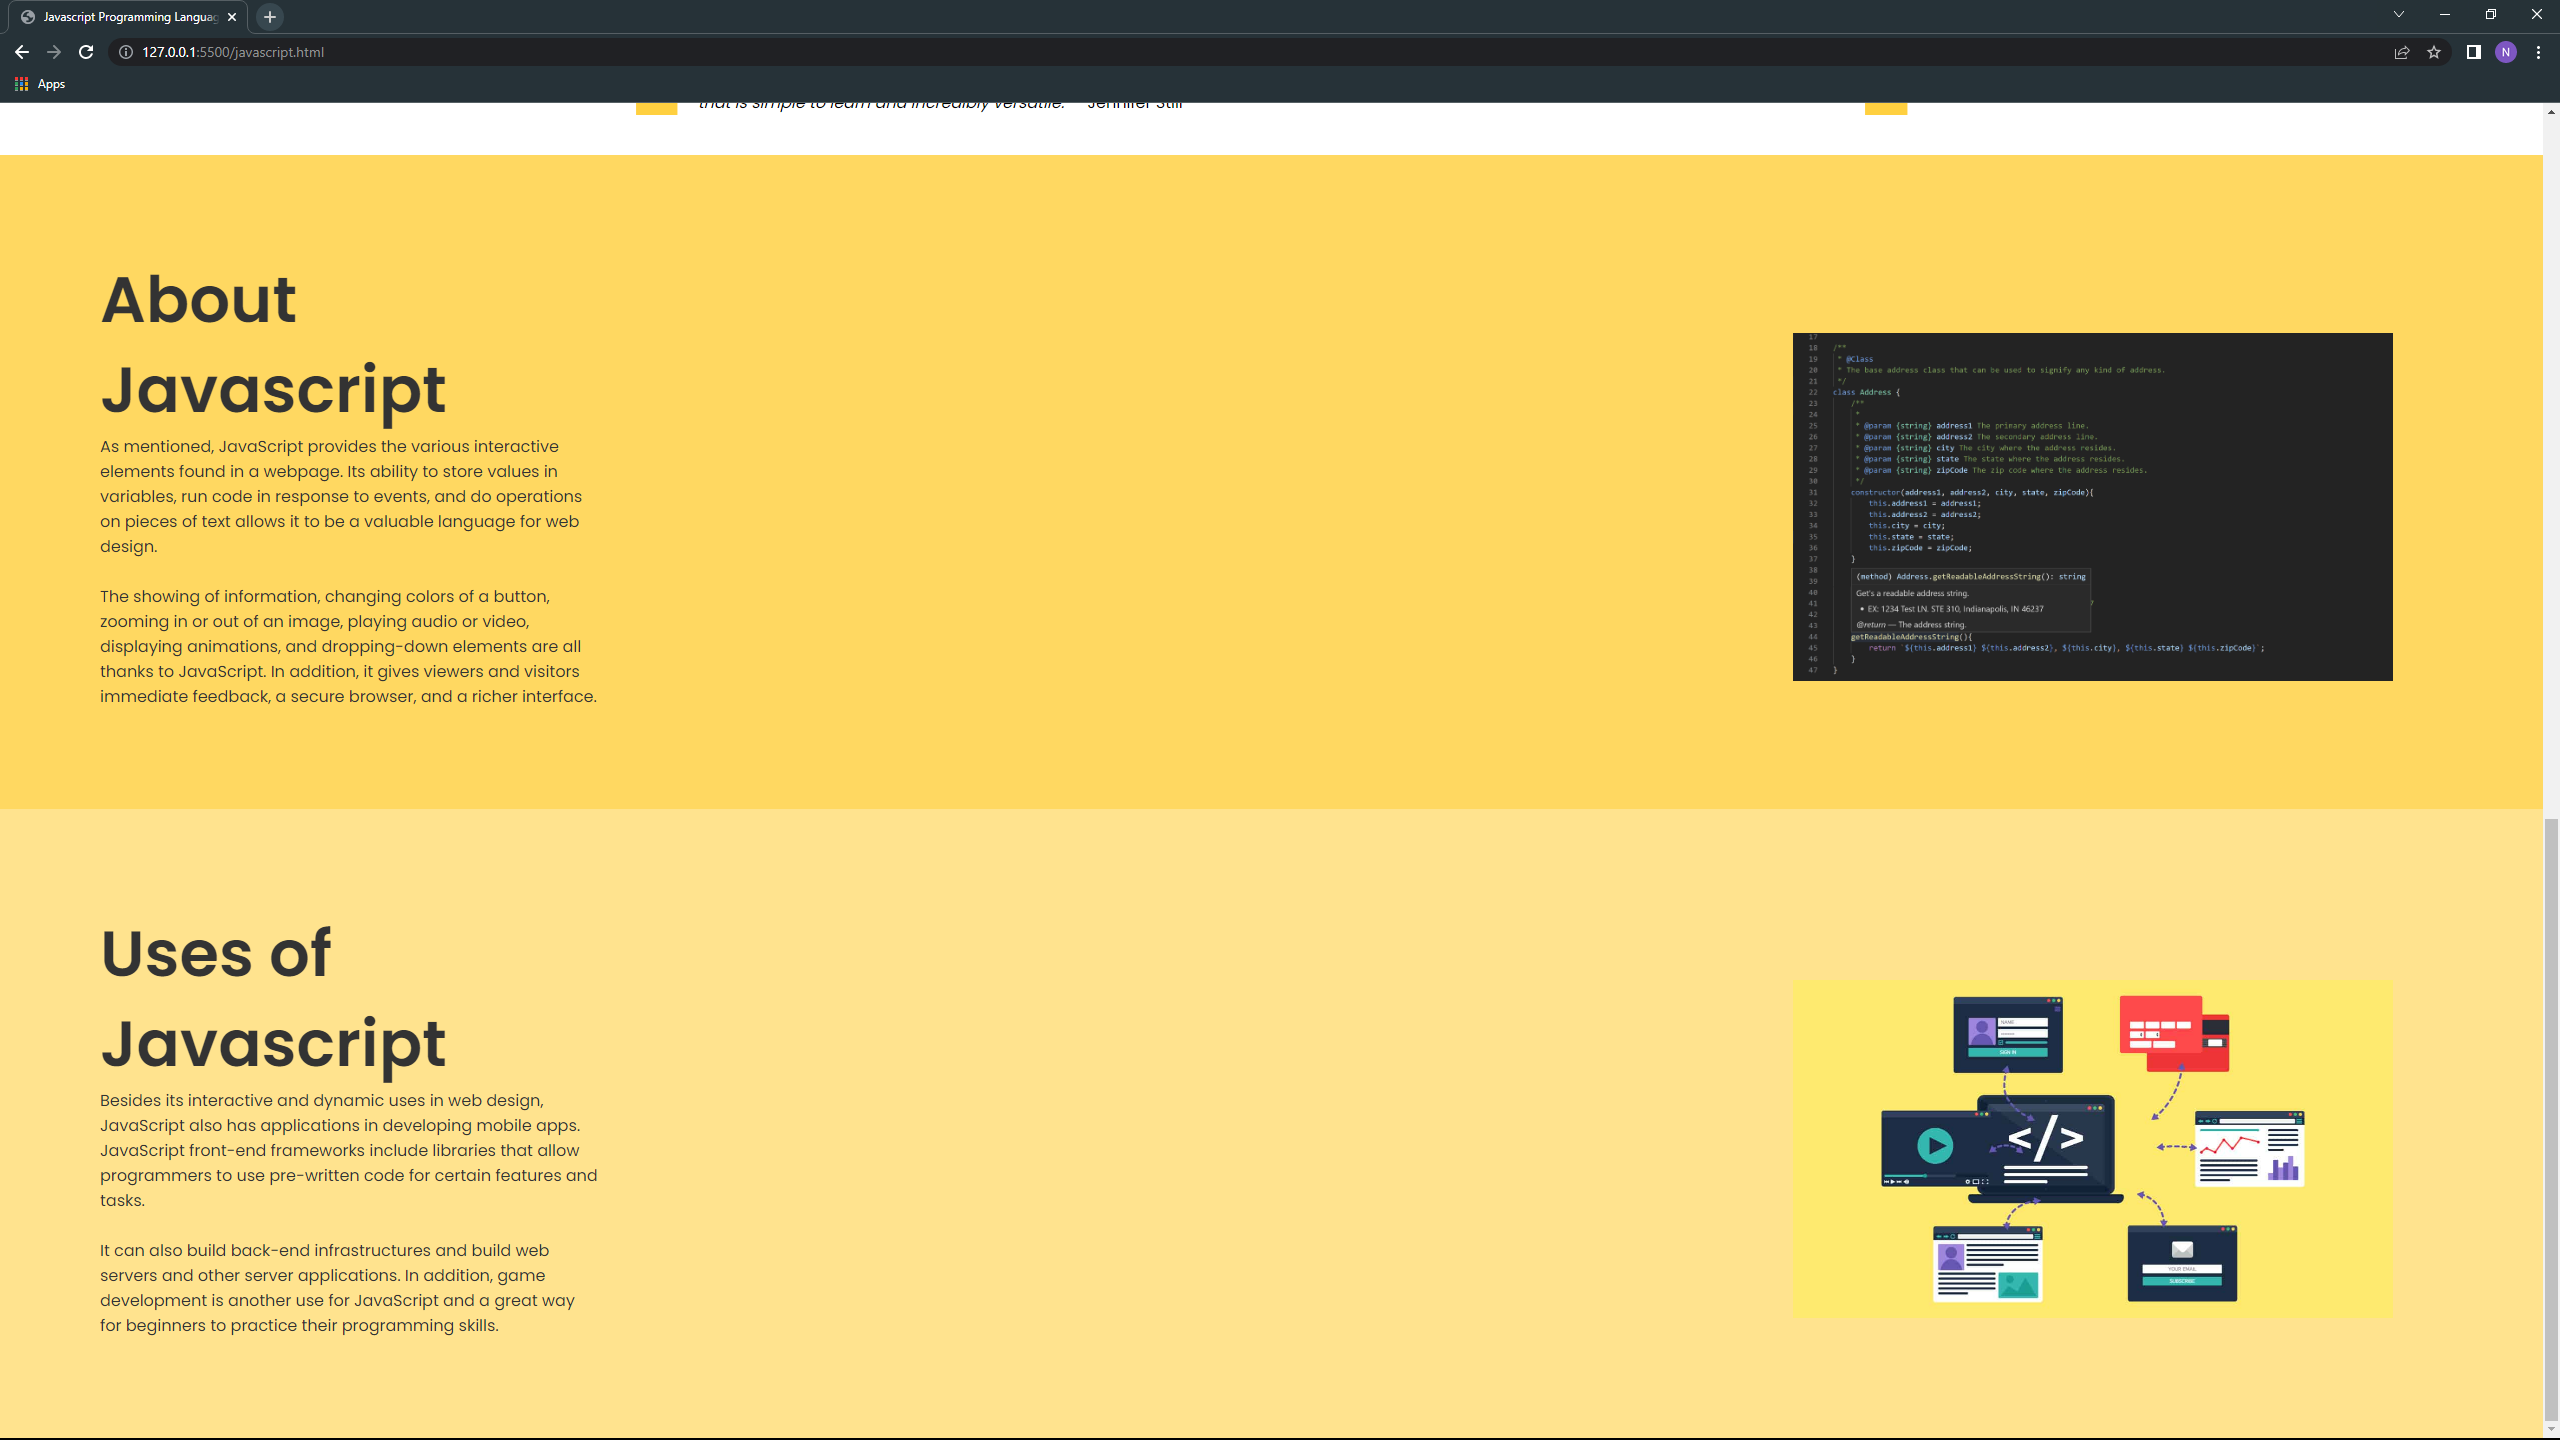 Javascript Programming Languag
127.0.0.1:5500/javascript.html
N
Apps
that is simple to learn and incredibly versatile. Jennifer Still
About
Javascript
As mentioned, JavaScript provides the various interactive
elements found in a webpage. Its ability to store values in
variables, run code in response to events, and do operations
on pieces of text allows it to be a valuable language for web
design.
The showing of information, changing colors of a button,
zooming in or out of an image, playing audio or video,
displaying animations, and dropping-down elements are all
thanks to JavaScript. In addition, it gives viewers and visitors
immediate feedback, a secure browser, and a richer interface.
17
18 /**
19 * @Class
20 * The base address class that can be used to signify any kind of address.
21 */
22 class Address {
23 /**
24 *
25 * @param {string} address1 The primary address line.
26 * @param {string} address2 The secondary address line.
27 * @param {string} city The city where the address resides.
28 * @param {string} state The state where the address resides.
29 * @param {string} zipCode The zip code where the address resides.
30 */
31 constructor(address1, address2, city, state, zipCode){
32 this.address1 = address1;
33 this.address2 = address2;
34 this.city = city;
35 this.state = state;
36 this.zipCode = zipCode;
37 }
38 (method) Address.getReadableAddressString(): string
39
40 Get's a readable address string.
41 • EX: 1234 Test LN. STE 310, Indianapolis, IN 46237
42
43 @return — The address string.
44 getReadableAddressString(){
45 return `${this.address1} ${this.address2}, ${this.city}, ${this.state} ${this.zipCode}`;
46 }
47 }
Uses of
Javascript
Besides its interactive and dynamic uses in web design,
JavaScript also has applications in developing mobile apps.
JavaScript front-end frameworks include libraries that allow
programmers to use pre-written code for certain features and
tasks.
It can also build back-end infrastructures and build web
servers and other server applications. In addition, game
development is another use for JavaScript and a great way
for beginners to practice their programming skills.
NAME
SIGN IN
</>
YOUR EMAIL
SUBSCRIBE